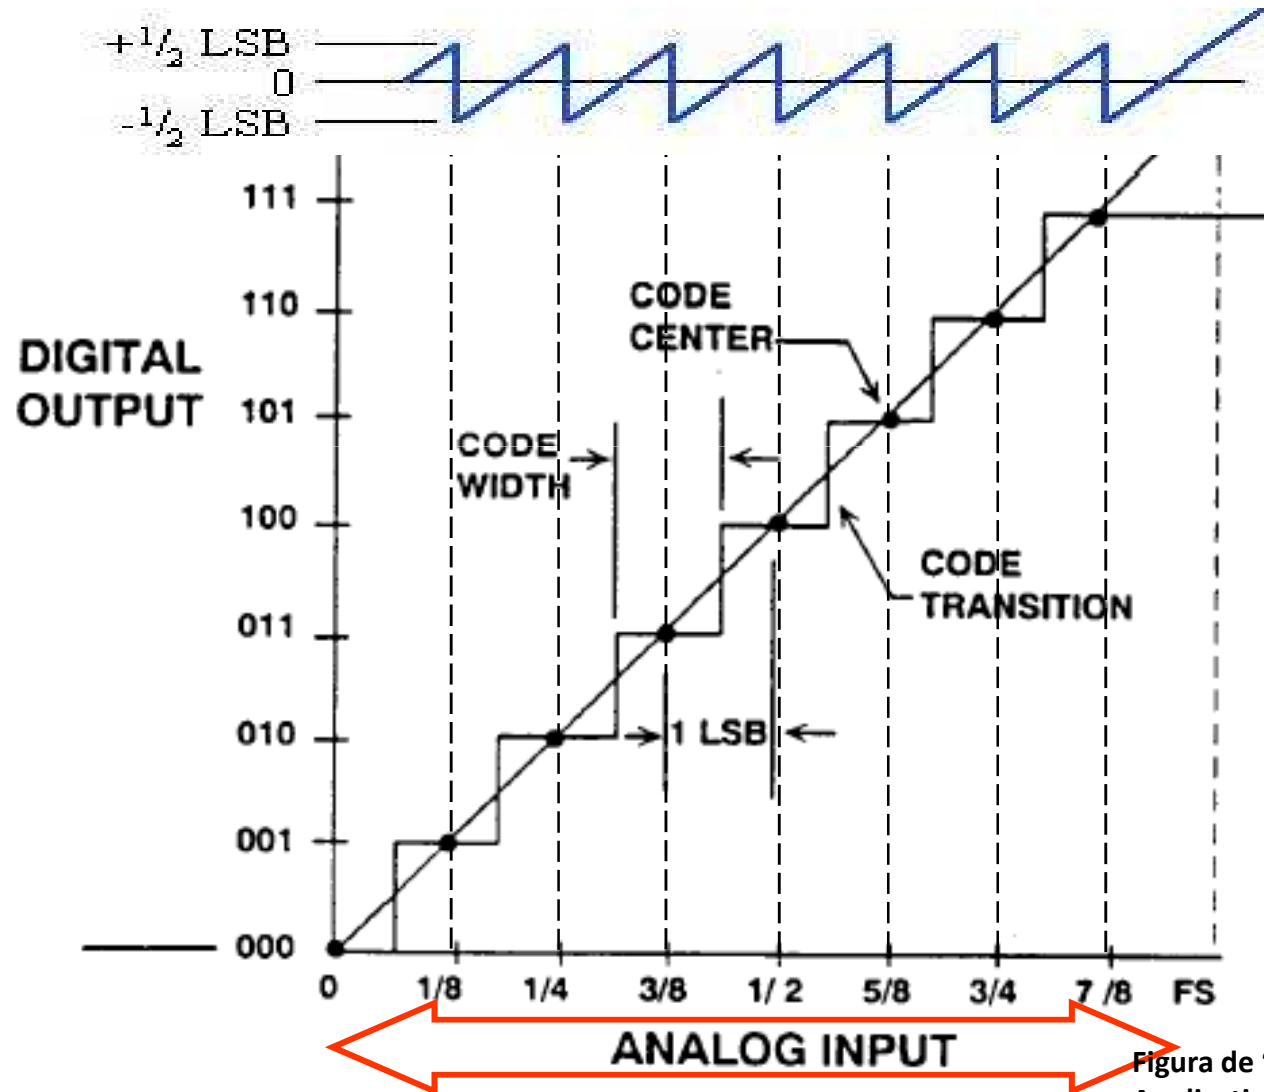 +1/2 LSB
0
-1/2 LSB
111
110
101
100
011
010
001
000
DIGITAL
OUTPUT
CODE
CENTER
CODE
WIDTH
CODE
TRANSITION
1 LSB
0 1/8 1/4 3/8 1/2 5/8 3/4 7/8 FS
ANALOG INPUT
Figura de